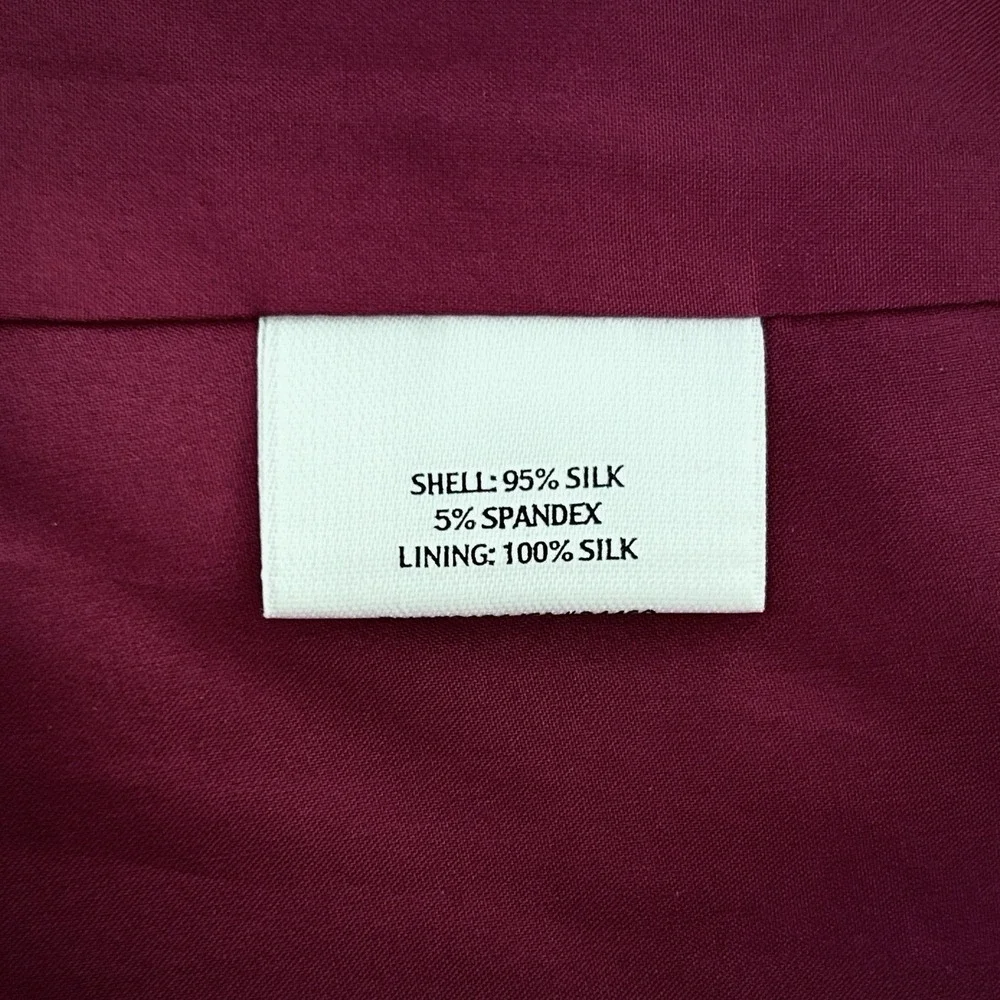 SHELL: 95% SILK
5% SPANDEX
LINING: 100% SILK